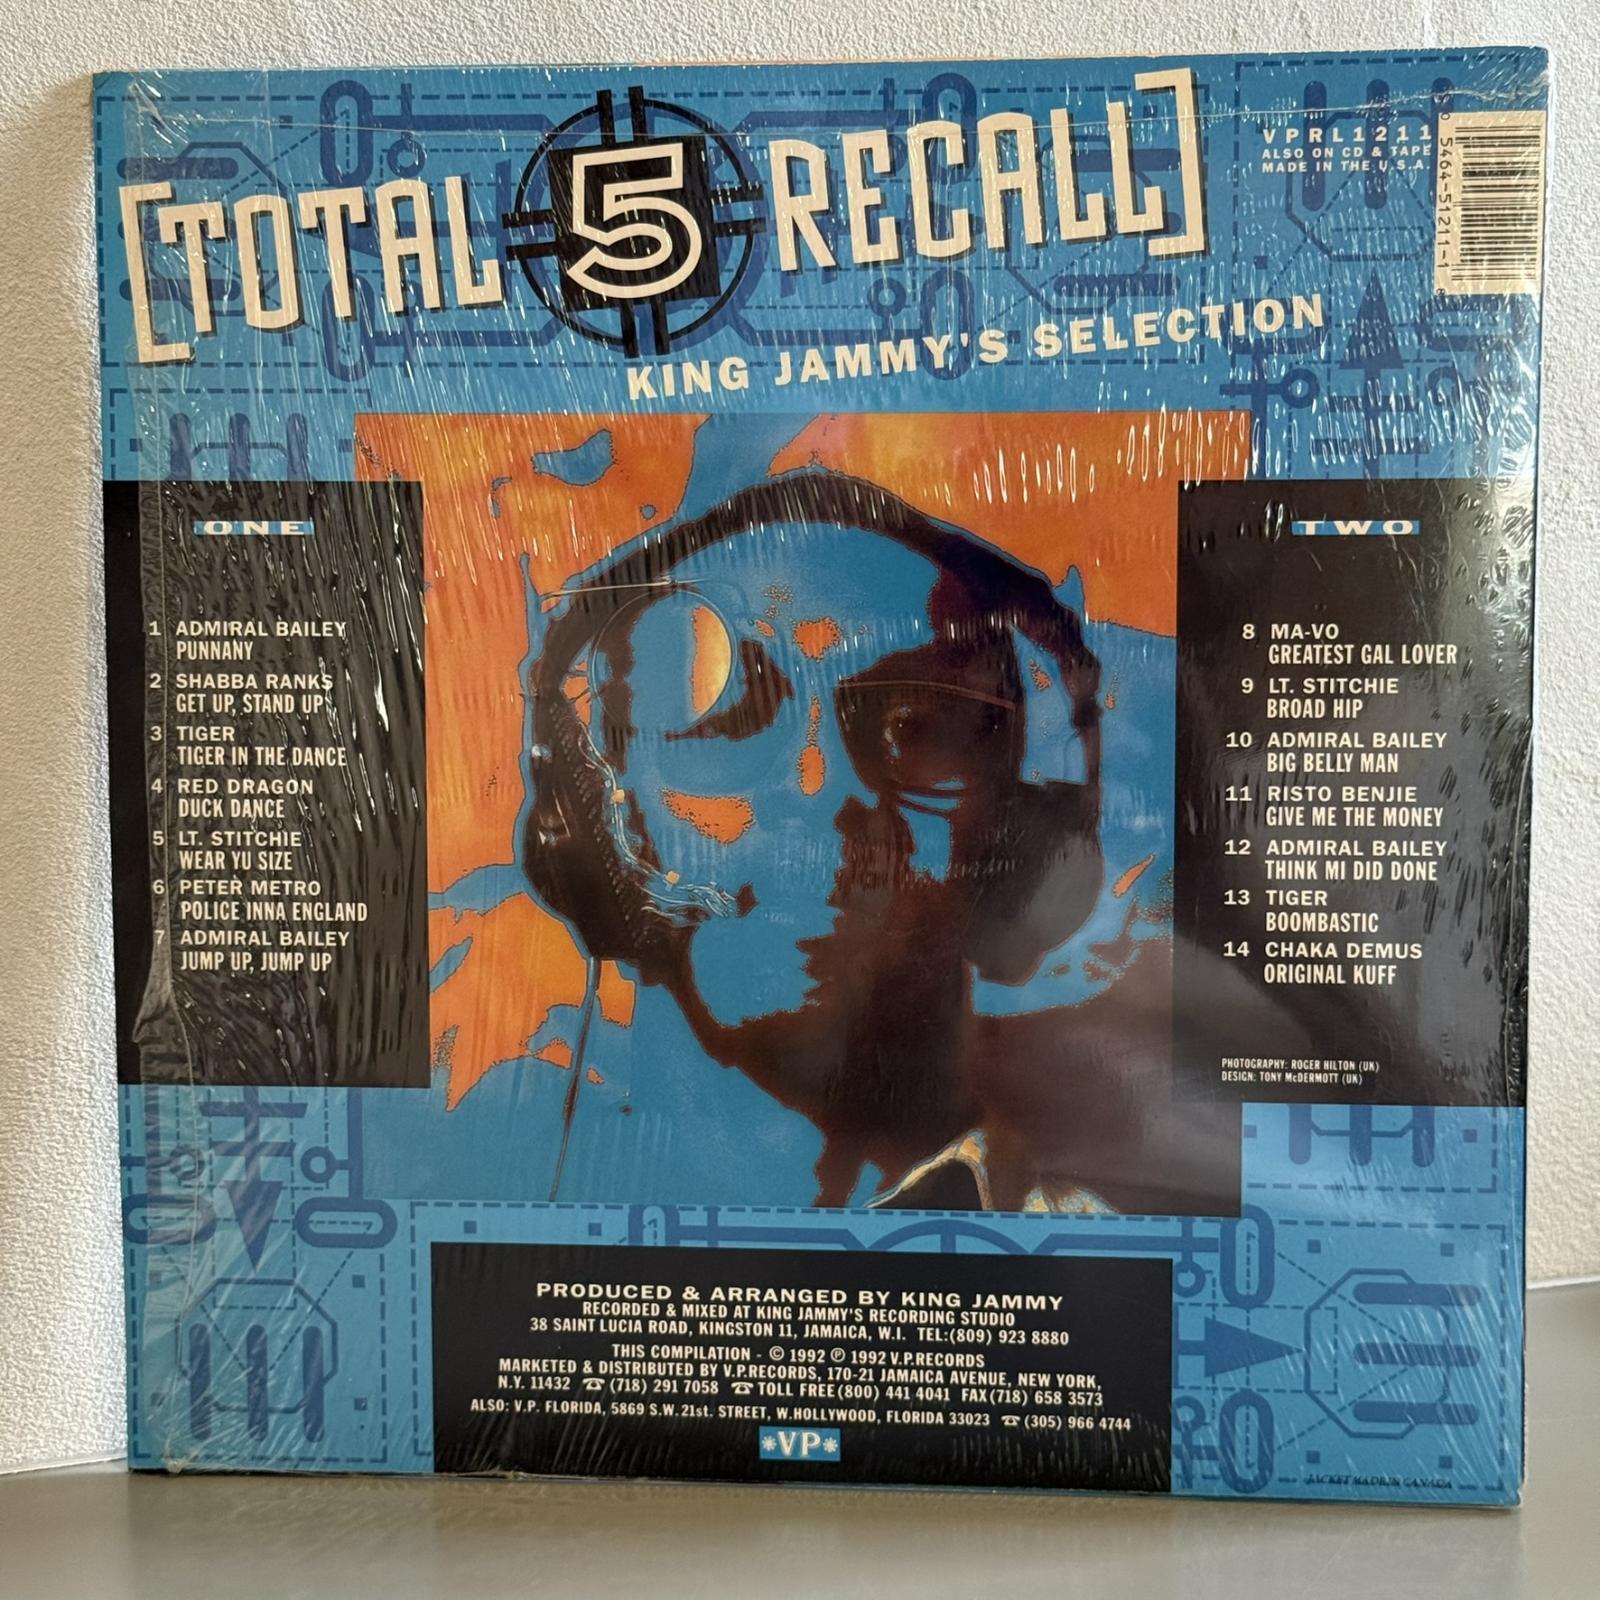 [TOTAL 5 RECALL]
KING JAMMY'S SELECTION
VPRL1211
ALSO ON CD & TAPE
MADE IN THE U.S.A.
54645-1211-1
ONE
1 ADMIRAL BAILEY
PUNNANY
2 SHABBA RANKS
GET UP, STAND UP
3 TIGER
TIGER IN THE DANCE
4 RED DRAGON
DUCK DANCE
5 LT. STITCHIE
WEAR YU SIZE
6 PETER METRO
POLICE INNA ENGLAND
7 ADMIRAL BAILEY
JUMP UP, JUMP UP
TWO
8 MA-VO
GREATEST GAL LOVER
9 LT. STITCHIE
BROAD HIP
10 ADMIRAL BAILEY
BIG BELLY MAN
11 RISTO BENJIE
GIVE ME THE MONEY
12 ADMIRAL BAILEY
THINK MI DID DONE
13 TIGER
BOOMBASTIC
14 CHAKA DEMUS
ORIGINAL KUFF
PHOTOGRAPHY: ROGER HILTON (UK)
DESIGN: TONY McDERMOTT (UK)
PRODUCED & ARRANGED BY KING JAMMY
RECORDED & MIXED AT KING JAMMY'S RECORDING STUDIO
38 SAINT LUCIA ROAD, KINGSTON 11, JAMAICA, W.I. TEL:(809) 923 8880
THIS COMPILATION - © 1992 ℗ 1992 V.P.RECORDS
MARKETED & DISTRIBUTED BY V.P.RECORDS, 170-21 JAMAICA AVENUE, NEW YORK,
N.Y. 11432 ☎ (718) 291 7058 ☎ TOLL FREE (800) 441 4041 FAX (718) 658 3573
ALSO: V.P. FLORIDA, 5869 S.W. 21st. STREET, W.HOLLYWOOD, FLORIDA 33023 ☎ (305) 966 4744
*VP*
JACKET MADE IN CANADA